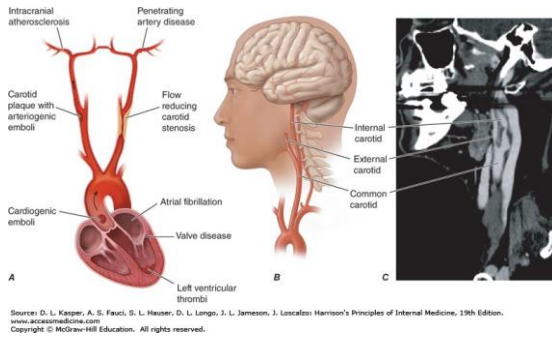 Intracranial
atherosclerosis
Penetrating
artery disease
Carotid
plaque with
arteriogenic
emboli
Flow
reducing
carotid
stenosis
Cardiogenic
emboli
Atrial fibrillation
Valve disease
Left ventricular
thrombi
A
Internal
carotid
External
carotid
Common
carotid
B
C
Source: D. L. Kasper, A. S. Fauci, S. L. Hauser, D. L. Longo, J. L. Jameson, J. Loscalzo: Harrison's Principles of Internal Medicine, 19th Edition.
www.accessmedicine.com
Copyright © McGraw-Hill Education. All rights reserved.